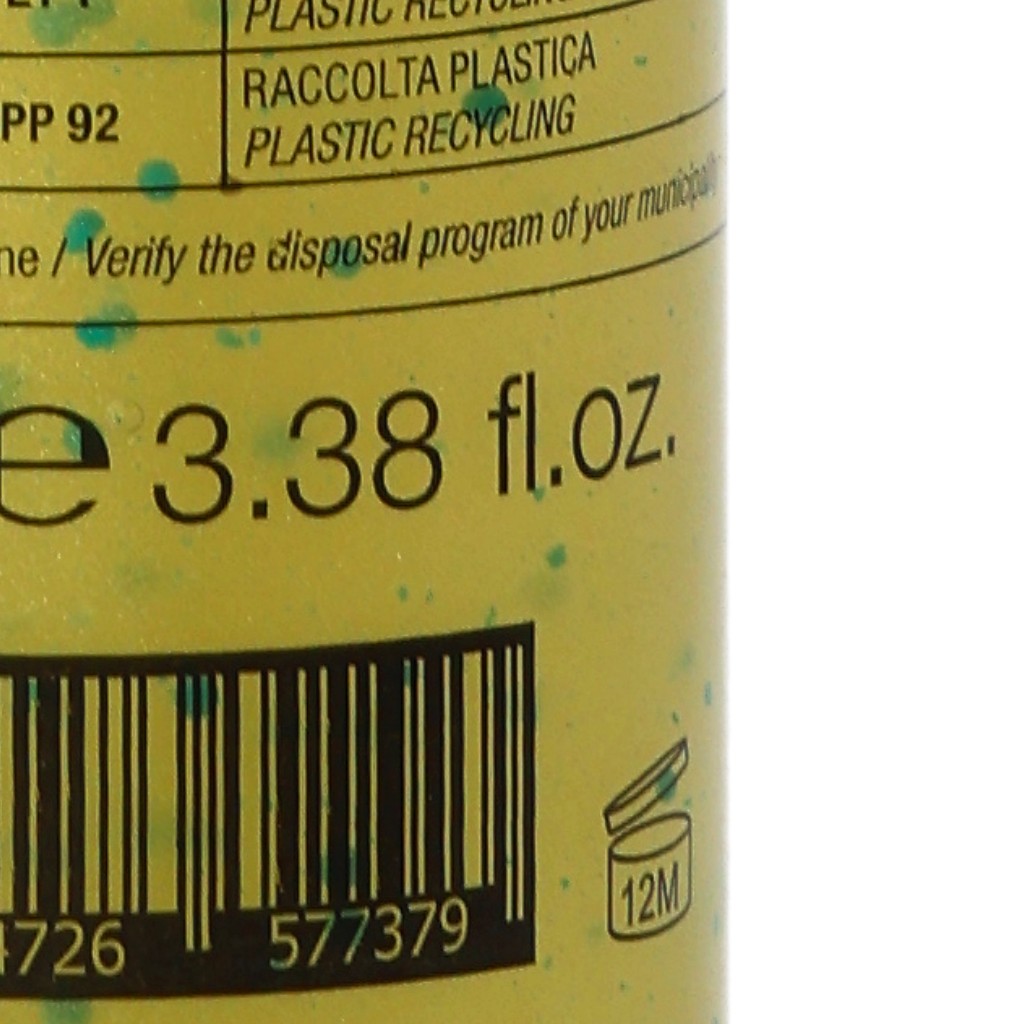 PLASTIC RECYCLING
RACCOLTA PLASTICA
PP 92
PLASTIC RECYCLING
ne / Verify the disposal program of your municipality
e 3.38 fl.oz.
12M
4726 577379